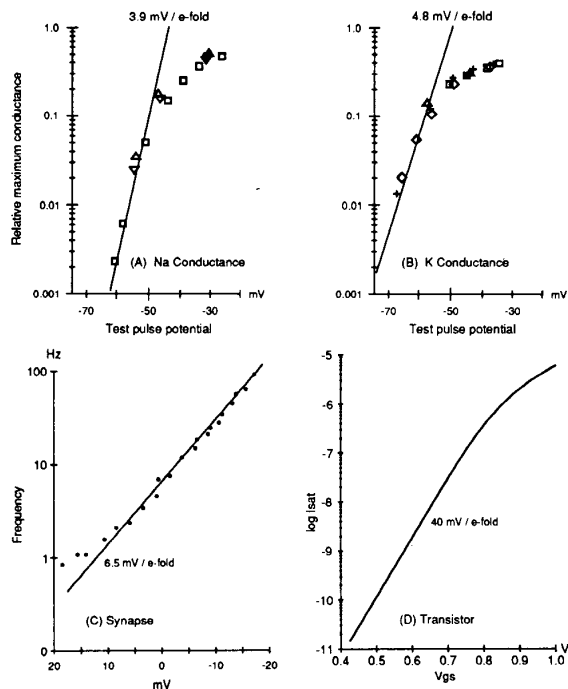 3.9 mV / e-fold
4.8 mV / e-fold
(A)
(B)
1.0
0.1
0.01
0.001
Relative maximum conductance
(A) Na Conductance
-70
-50
-30
mV
Test pulse potential
1.0
0.1
0.01
0.001
(B) K Conductance
-70
-50
-30
mV
Test pulse potential
Hz
100
10
1
0
Frequency
6.5 mV / e-fold
(C) Synapse
20
10
0
-10
-20
mV
-5
-6
-7
-8
-9
-10
-11
log Isat
40 mV / e-fold
(D) Transistor
0.4
0.5
0.6
0.7
0.8
0.9
1.0
V
Vgs